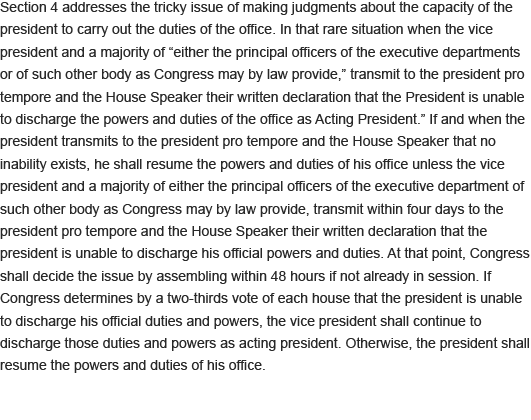 Section 4 addresses the tricky issue of making judgments about the capacity of the
president to carry out the duties of the office. In that rare situation when the vice
president and a majority of “either the principal officers of the executive departments
or of such other body as Congress may by law provide,” transmit to the president pro
tempore and the House Speaker their written declaration that the President is unable
to discharge the powers and duties of the office as Acting President.” If and when the
president transmits to the president pro tempore and the House Speaker that no
inability exists, he shall resume the powers and duties of his office unless the vice
president and a majority of either the principal officers of the executive department of
such other body as Congress may by law provide, transmit within four days to the
president pro tempore and the House Speaker their written declaration that the
president is unable to discharge his official powers and duties. At that point, Congress
shall decide the issue by assembling within 48 hours if not already in session. If
Congress determines by a two-thirds vote of each house that the president is unable
to discharge his official duties and powers, the vice president shall continue to
discharge those duties and powers as acting president. Otherwise, the president shall
resume the powers and duties of his office.